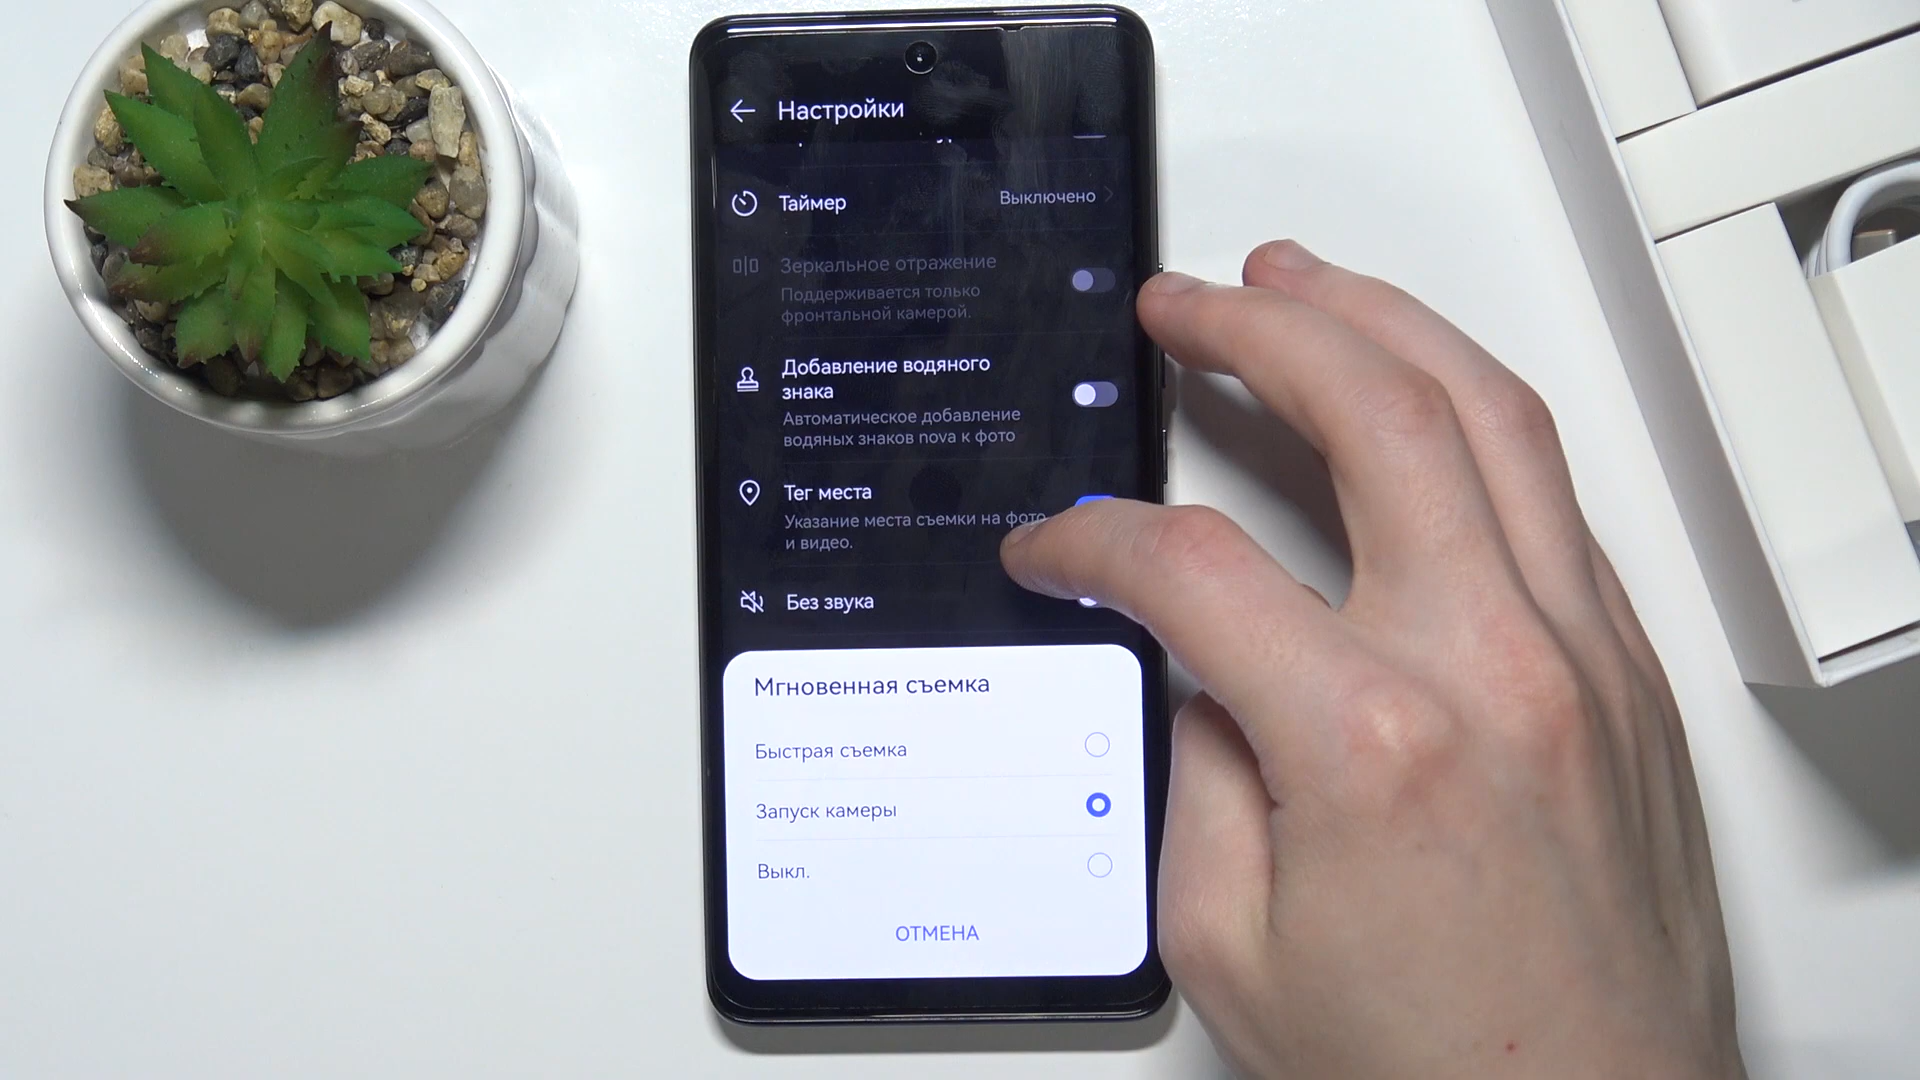 Настройки
Таймер
Выключено
Зеркальное отражение
Поддерживается только
фронтальной камерой.
Добавление водяного
знака
Автоматическое добавление
водяных знаков nova к фото
Тег места
Указание места съемки на фото
и видео.
Без звука
Мгновенная съемка
Быстрая съемка
Запуск камеры
Выкл.
ОТМЕНА